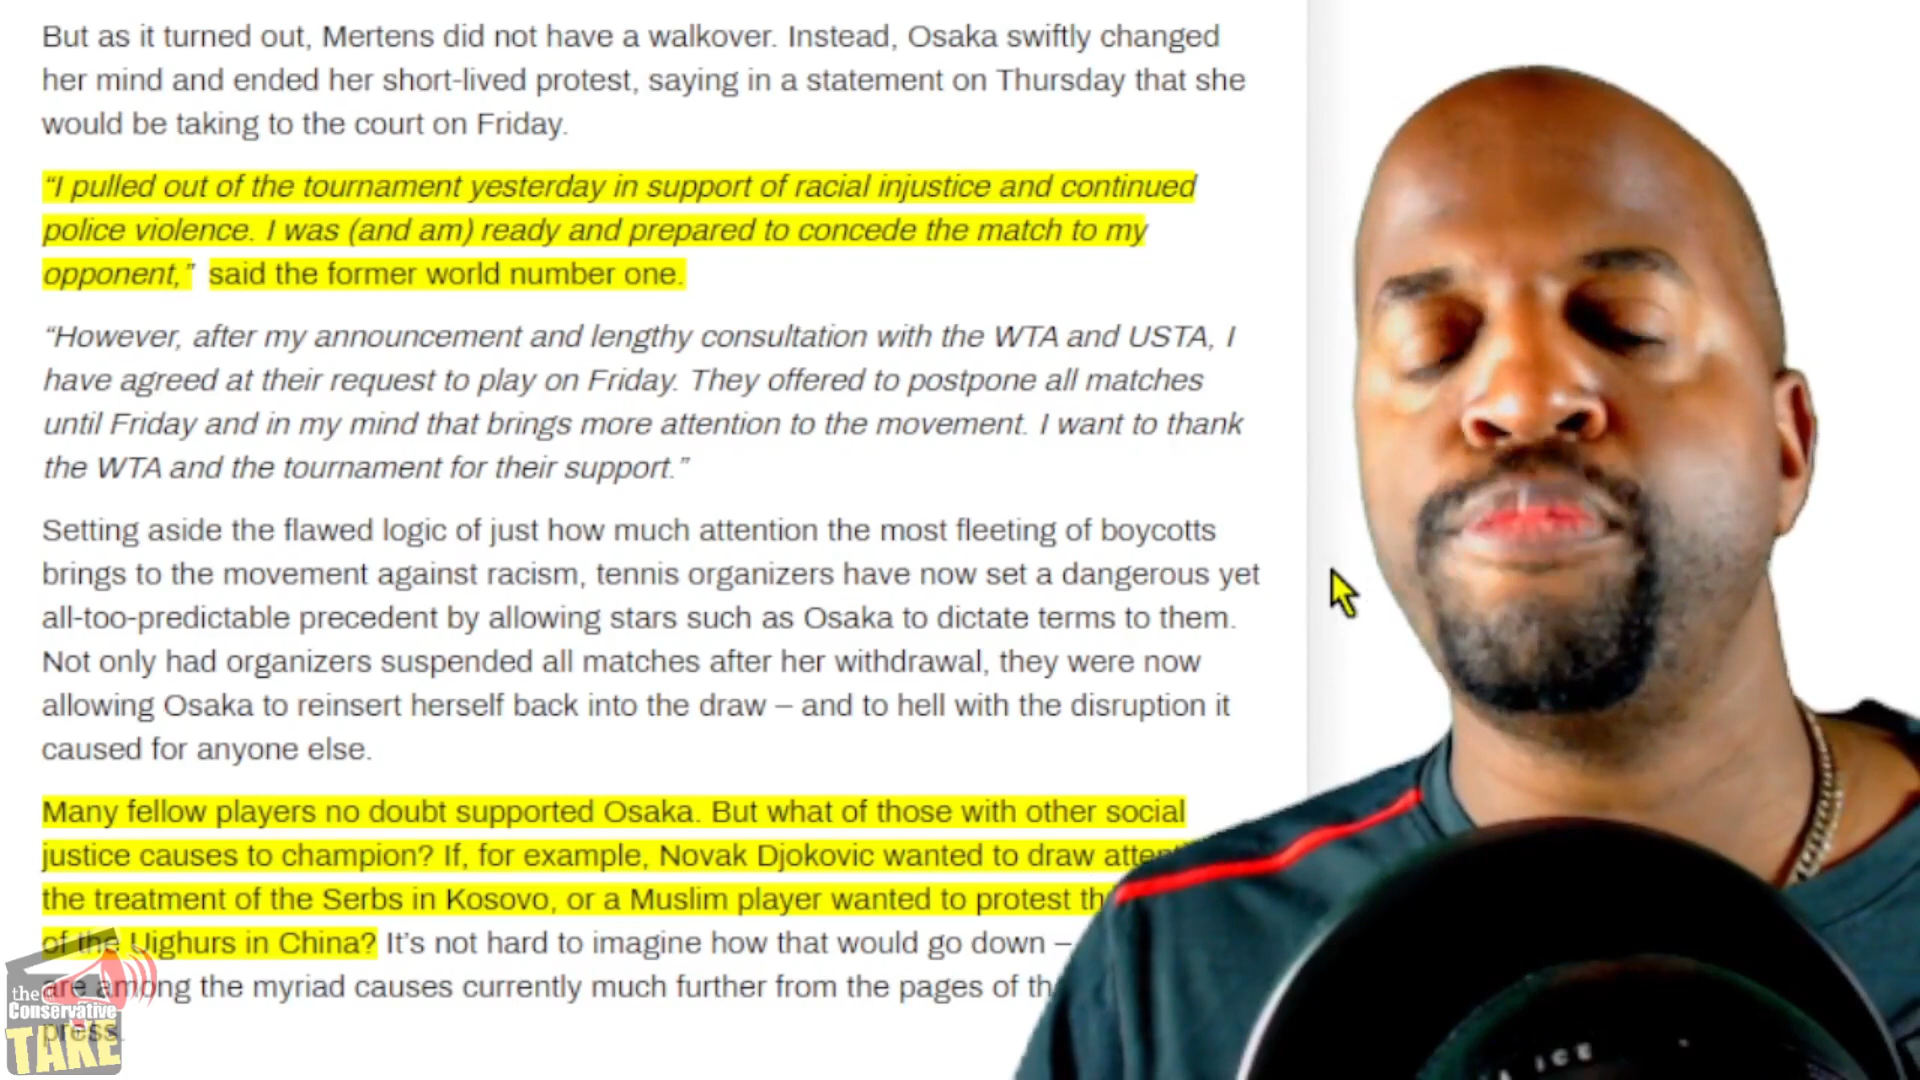 But as it turned out, Mertens did not have a walkover. Instead, Osaka swiftly changed
her mind and ended her short-lived protest, saying in a statement on Thursday that she
would be taking to the court on Friday.
“I pulled out of the tournament yesterday in support of racial injustice and continued
police violence. I was (and am) ready and prepared to concede the match to my
opponent,” said the former world number one.
“However, after my announcement and lengthy consultation with the WTA and USTA, I
have agreed at their request to play on Friday. They offered to postpone all matches
until Friday and in my mind that brings more attention to the movement. I want to thank
the WTA and the tournament for their support.”
Setting aside the flawed logic of just how much attention the most fleeting of boycotts
brings to the movement against racism, tennis organizers have now set a dangerous yet
all-too-predictable precedent by allowing stars such as Osaka to dictate terms to them.
Not only had organizers suspended all matches after her withdrawal, they were now
allowing Osaka to reinsert herself back into the draw – and to hell with the disruption it
caused for anyone else.
Many fellow players no doubt supported Osaka. But what of those with other social
justice causes to champion? If, for example, Novak Djokovic wanted to draw
the treatment of the Serbs in Kosovo, or a Muslim player wanted to protest
of the Uighurs in China? It’s not hard to imagine how that would go down –
are among the myriad causes currently much further from the pages of
press.
the
Conservative
TAKE
ICE